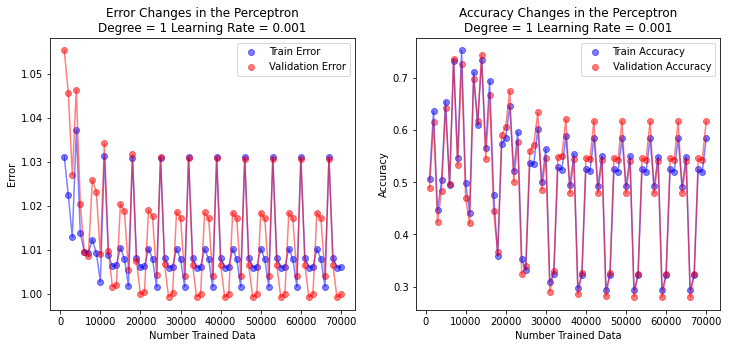 Error Changes in the Perceptron
Degree = 1 Learning Rate = 0.001
Train Error
Validation Error
1.05
1.04
1.03
1.02
1.01
1.00
Error
0 10000 20000 30000 40000 50000 60000 70000
Number Trained Data
Accuracy Changes in the Perceptron
Degree = 1 Learning Rate = 0.001
Train Accuracy
Validation Accuracy
0.7
0.6
0.5
0.4
0.3
Accuracy
0 10000 20000 30000 40000 50000 60000 70000
Number Trained Data